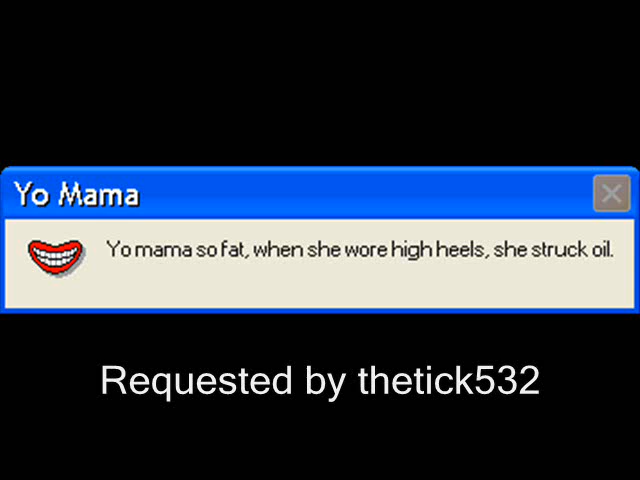 Yo Mama
Yo mama so fat, when she wore high heels, she struck oil.
Requested by thetick532